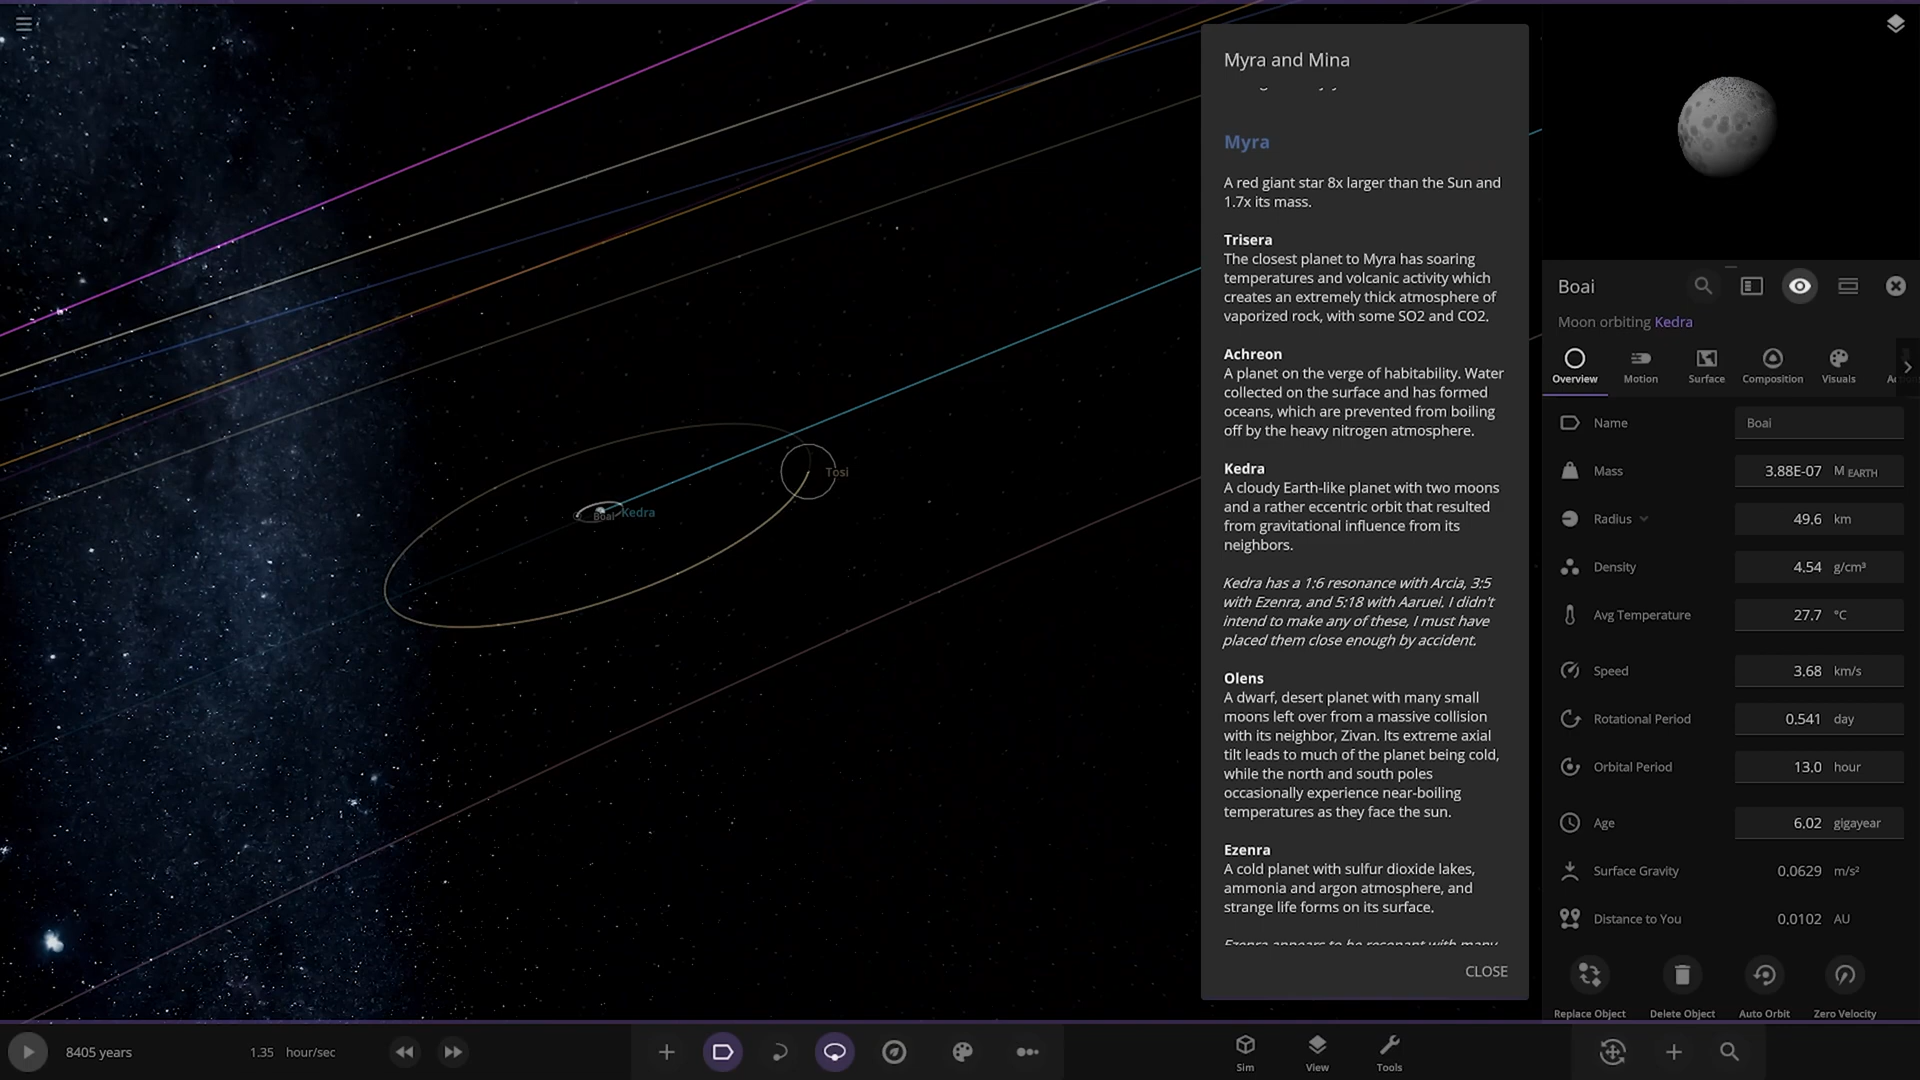 Myra and Mina
Myra
A red giant star 8x larger than the Sun and
1.7x its mass.
Trisera
The closest planet to Myra has soaring
temperatures and volcanic activity which
creates an extremely thick atmosphere of
vaporized rock, with some SO2 and CO2.
Achreon
A planet on the verge of habitability. Water
collected on the surface and has formed
oceans, which are prevented from boiling
off by the heavy nitrogen atmosphere.
Kedra
A cloudy Earth-like planet with two moons
and a rather eccentric orbit that resulted
from gravitational influence from its
neighbors.
Kedra has a 1:6 resonance with Arcia, 3:5
with Ezenra, and 5:18 with Aaruei. I didn't
intend to make any of these, I must have
placed them close enough by accident.
Olens
A dwarf, desert planet with many small
moons left over from a massive collision
with its neighbor, Zivan. Its extreme axial
tilt leads to much of the planet being cold,
while the north and south poles
occasionally experience near-boiling
temperatures as they face the sun.
Ezenra
A cold planet with sulfur dioxide lakes,
ammonia and argon atmosphere, and
strange life forms on its surface.
Ezenra appears to be resonant with many
CLOSE
Tosi
Boai Kedra
Boai
Moon orbiting Kedra
Overview Motion Surface Composition Visuals
Name Boai
Mass 3.88E-07 M EARTH
Radius 49.6 km
Density 4.54 g/cm³
Avg Temperature 27.7 °C
Speed 3.68 km/s
Rotational Period 0.541 day
Orbital Period 13.0 hour
Age 6.02 gigayear
Surface Gravity 0.0629 m/s²
Distance to You 0.0102 AU
Replace Object Delete Object Auto Orbit Zero Velocity
8405 years 1.35 hour/sec
Sim View Tools